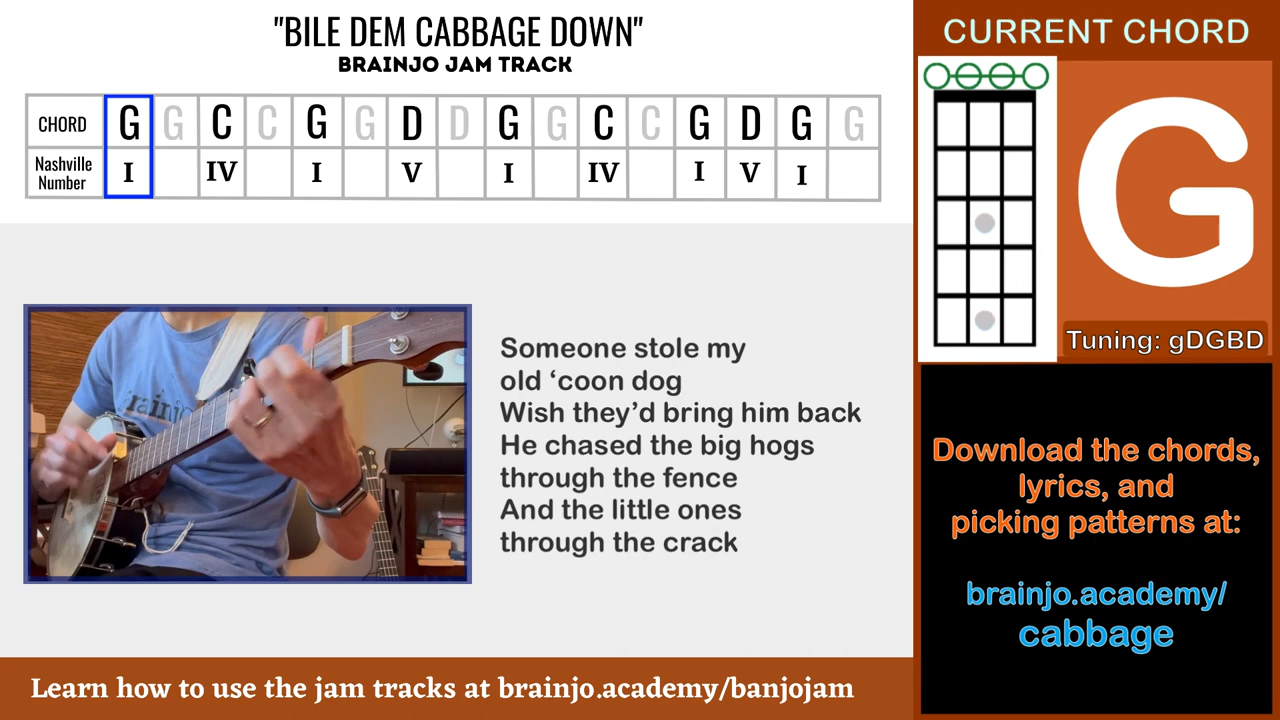 "BILE DEM CABBAGE DOWN"
BRAINJO JAM TRACK
CHORD G G C C G G D D G G C C G D G G
Nashville Number I IV I V I IV I V I
CURRENT CHORD
G
Tuning: gDGBD
Someone stole my
old ‘coon dog
Wish they’d bring him back
He chased the big hogs
through the fence
And the little ones
through the crack
Download the chords,
lyrics, and
picking patterns at:
brainjo.academy/
cabbage
Learn how to use the jam tracks at brainjo.academy/banjojam